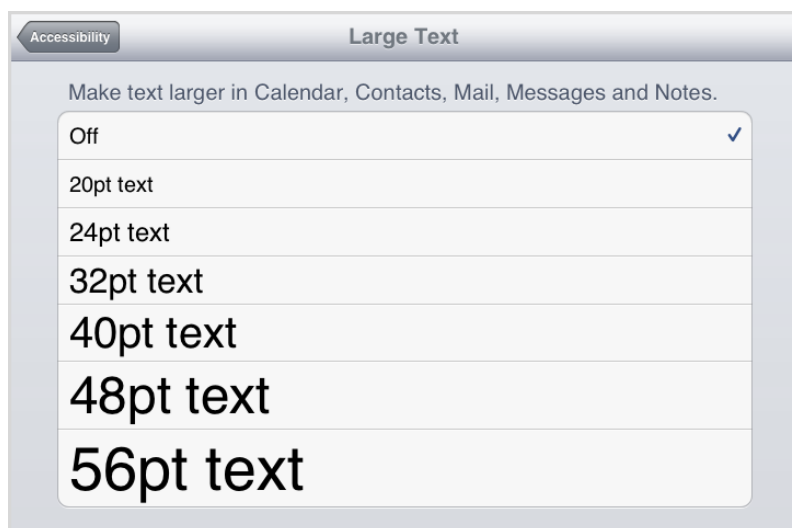 Accessibility
Large Text
Make text larger in Calendar, Contacts, Mail, Messages and Notes.
Off
20pt text
24pt text
32pt text
40pt text
48pt text
56pt text